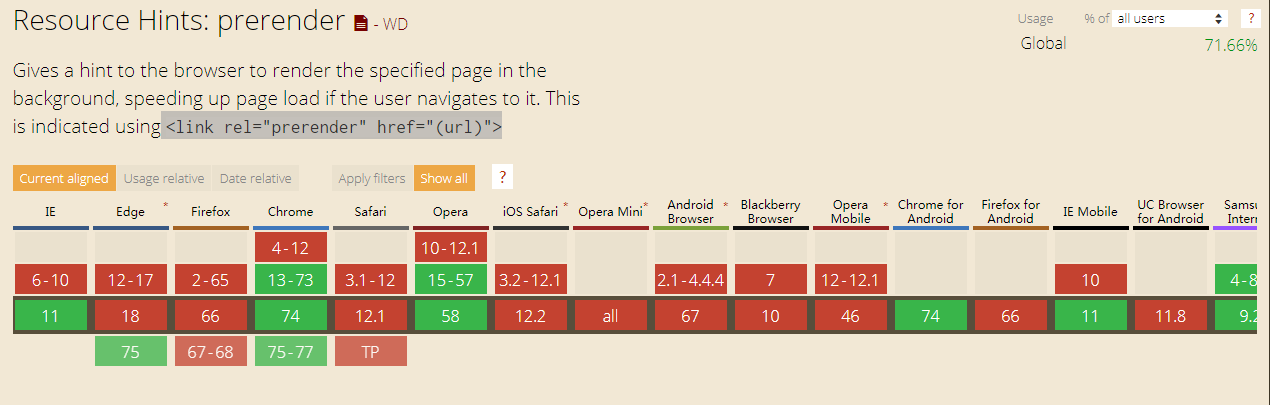 Resource Hints: prerender - WD
Usage % of all users ?
Global 71.66%
Gives a hint to the browser to render the specified page in the
background, speeding up page load if the user navigates to it. This
is indicated using <link rel="prerender" href="(url)">
Current aligned Usage relative Date relative Apply filters Show all ?
IE Edge * Firefox Chrome Safari Opera iOS Safari * Opera Mini * Android Browser * Blackberry Browser Opera Mobile * Chrome for Android Firefox for Android IE Mobile UC Browser for Android Samsu Intern
4-12 10-12.1
6-10 12-17 2-65 13-73 3.1-12 15-57 3.2-12.1 2.1-4.4.4 7 12-12.1 10 4-8
11 18 66 74 12.1 58 12.2 all 67 10 46 74 66 11 11.8 9.2
75 67-68 75-77 TP